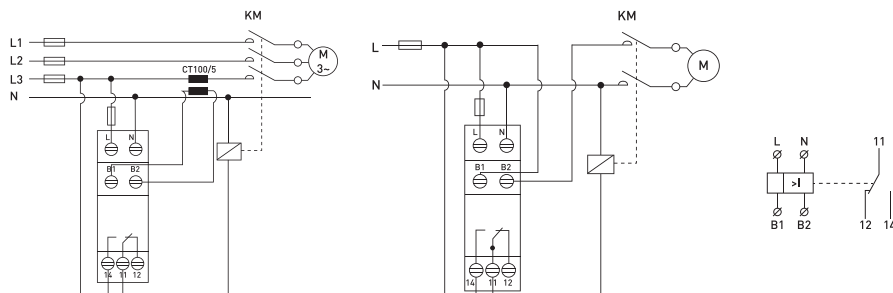 KM
L1
L2
L3
N
M
3~
CT100/5
L N
B1 B2
14 11 12
KM
L
N
M
L N
B1 B2
14 11 12
L N
11
>I
B1 B2
12 14